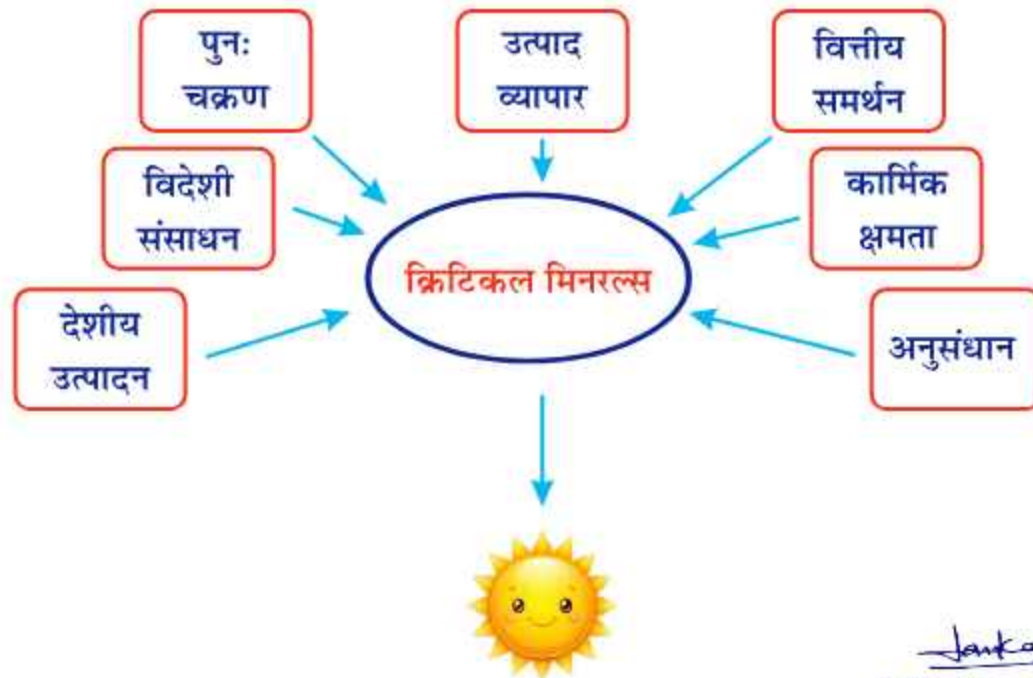 पुन:
चक्रण
उत्पाद
व्यापार
वित्तीय
समर्थन
विदेशी
संसाधन
कार्मिक
क्षमता
क्रिटिकल मिनरल्स
देशीय
उत्पादन
अनुसंधान